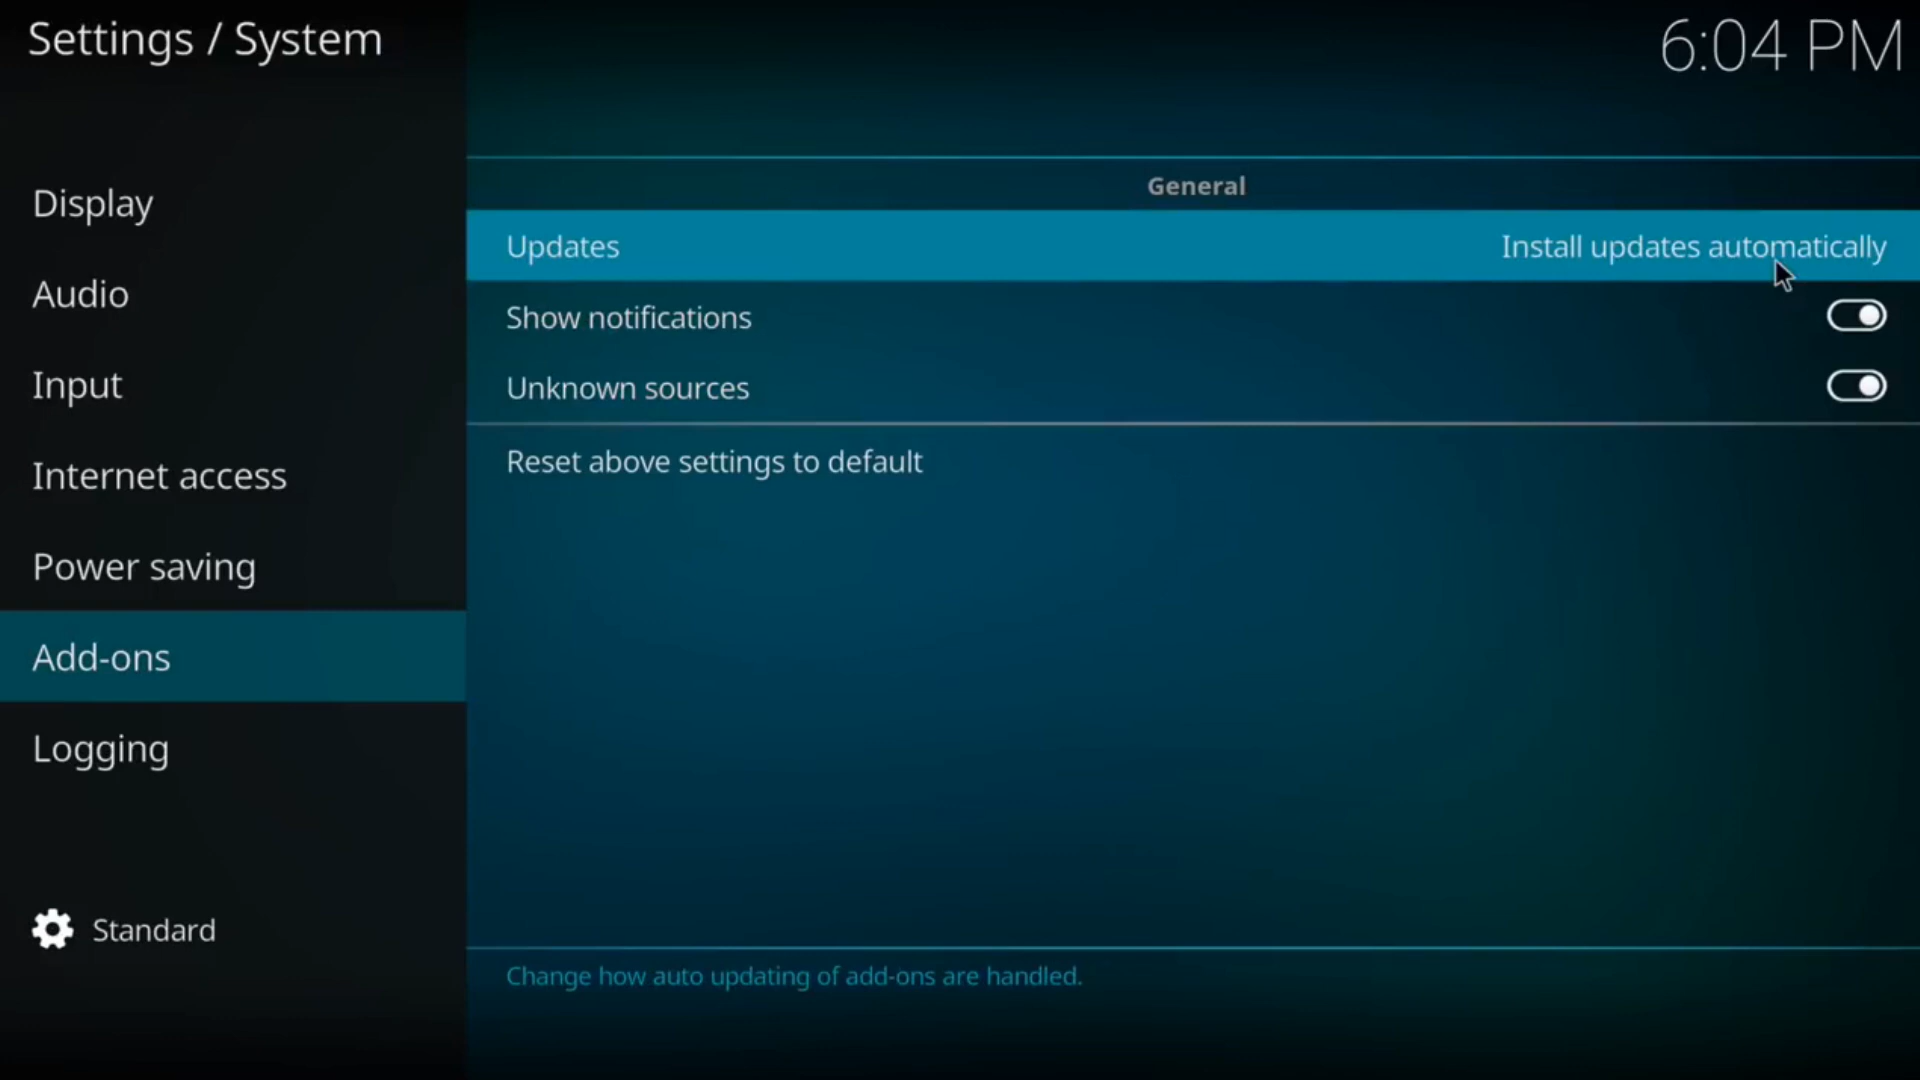 Settings / System
6:04 PM
Display
Audio
Input
Internet access
Power saving
Add-ons
Logging
Standard
General
Updates
Install updates automatically
Show notifications
Unknown sources
Reset above settings to default
Change how auto updating of add-ons are handled.